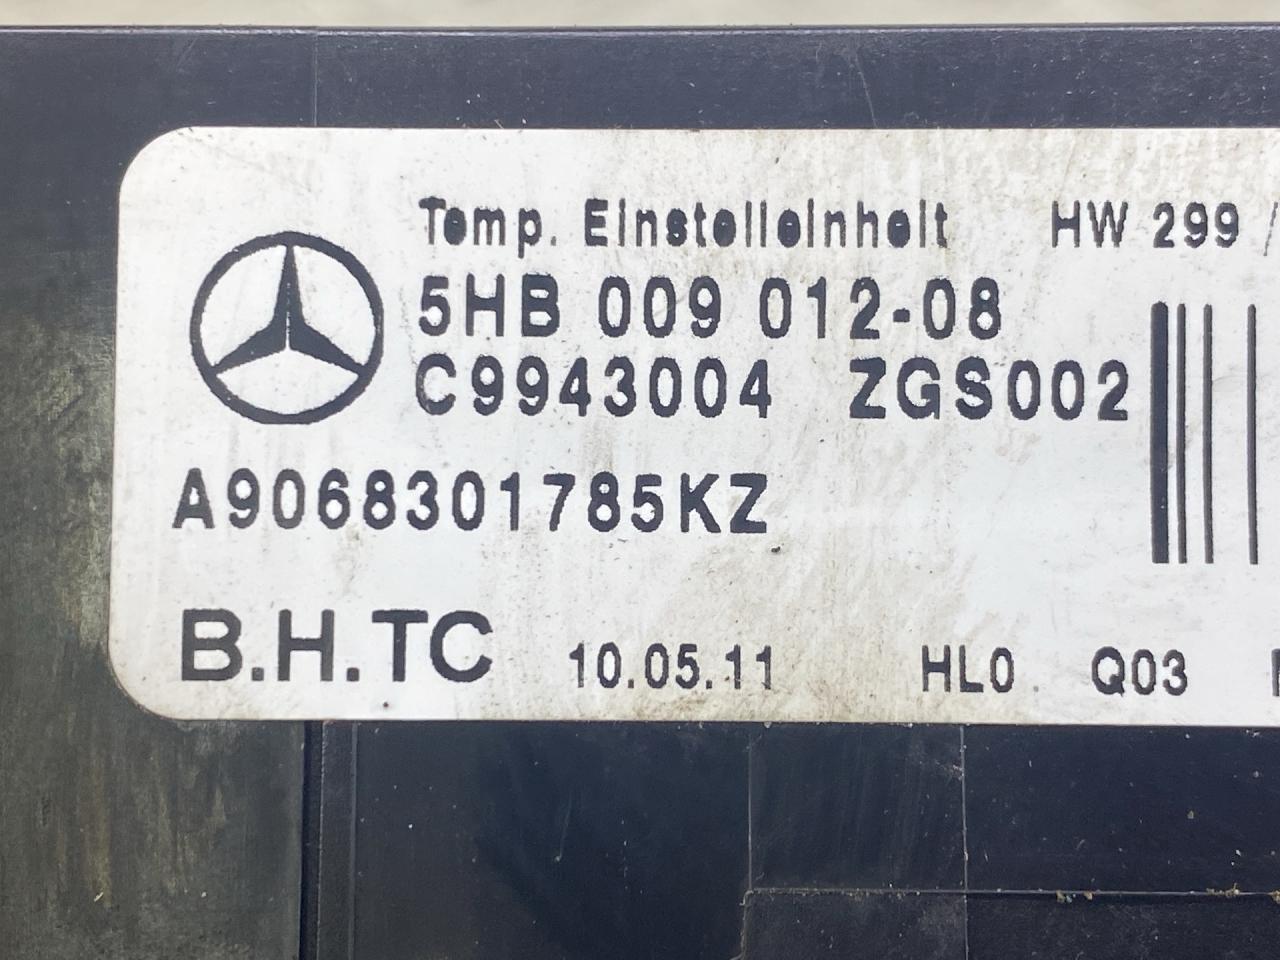 Temp. Einstelleinheit HW 299 /
5HB 009 012-08
C9943004 ZGS002
A9068301785KZ
B.H.TC 10.05.11 HL0 Q03